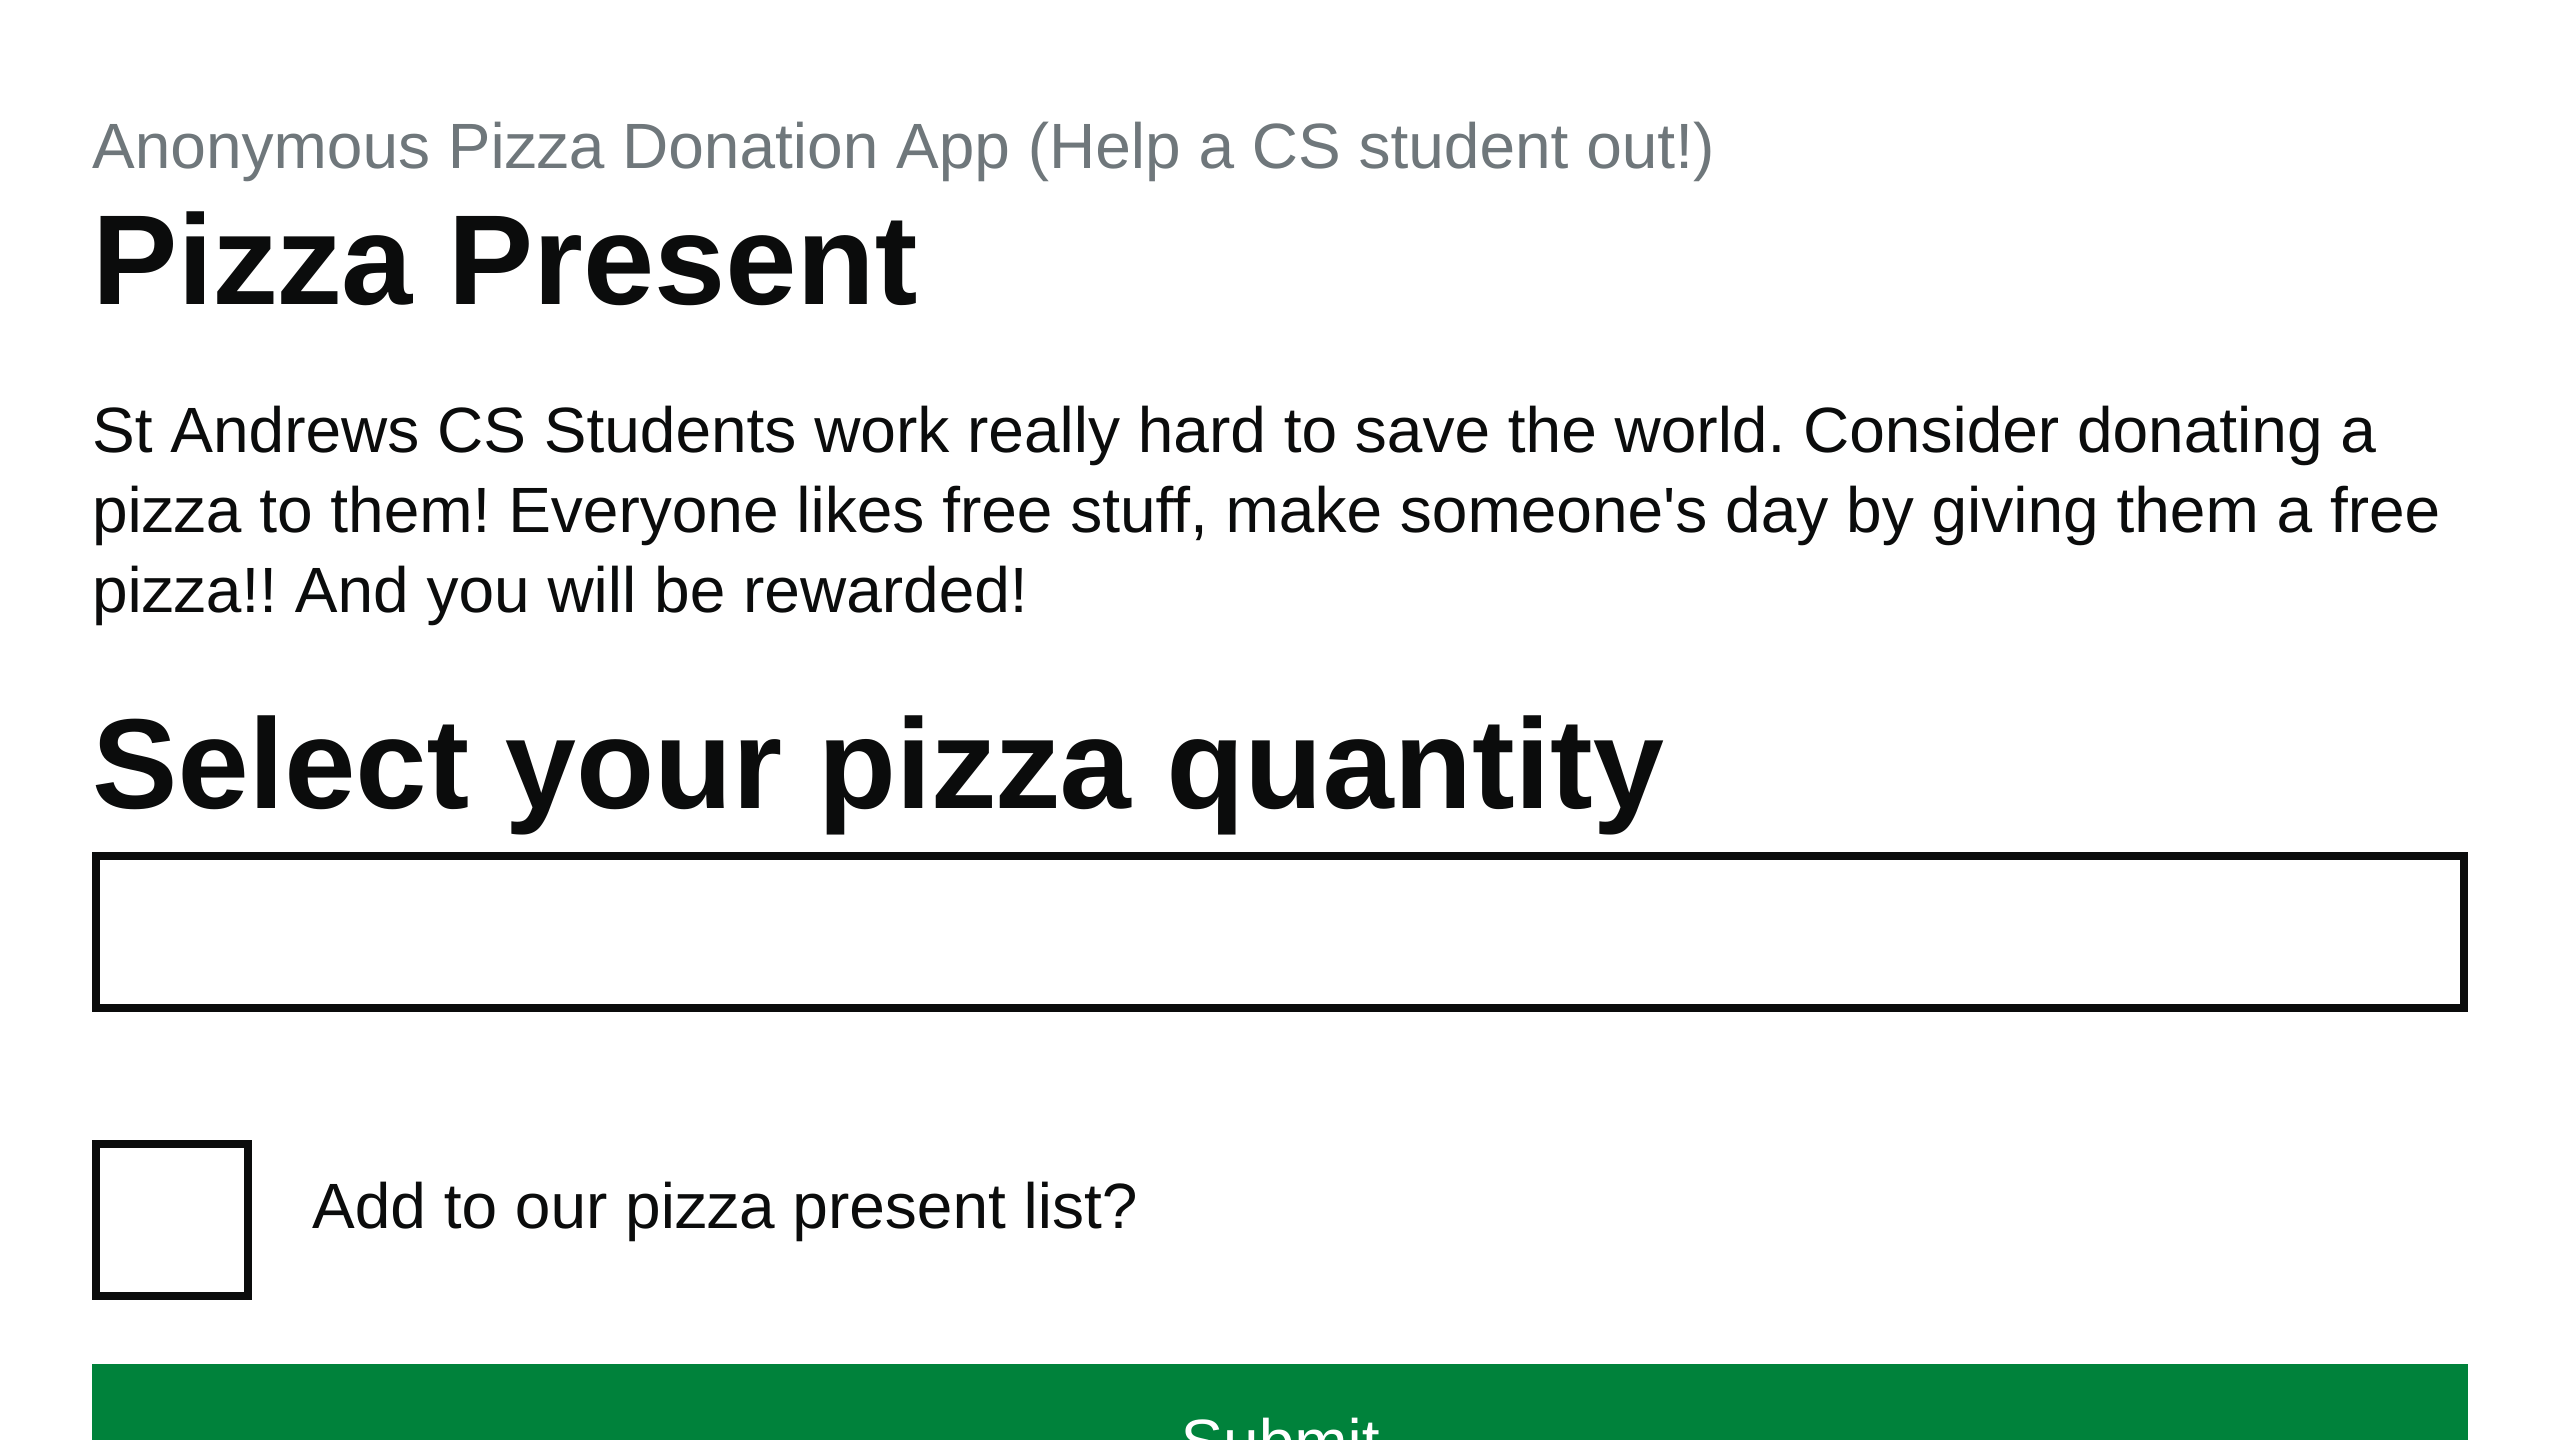 Anonymous Pizza Donation App (Help a CS student out!)
Pizza Present
St Andrews CS Students work really hard to save the world. Consider donating a
pizza to them! Everyone likes free stuff, make someone's day by giving them a free
pizza!! And you will be rewarded!
Select your pizza quantity
Add to our pizza present list?
Submit